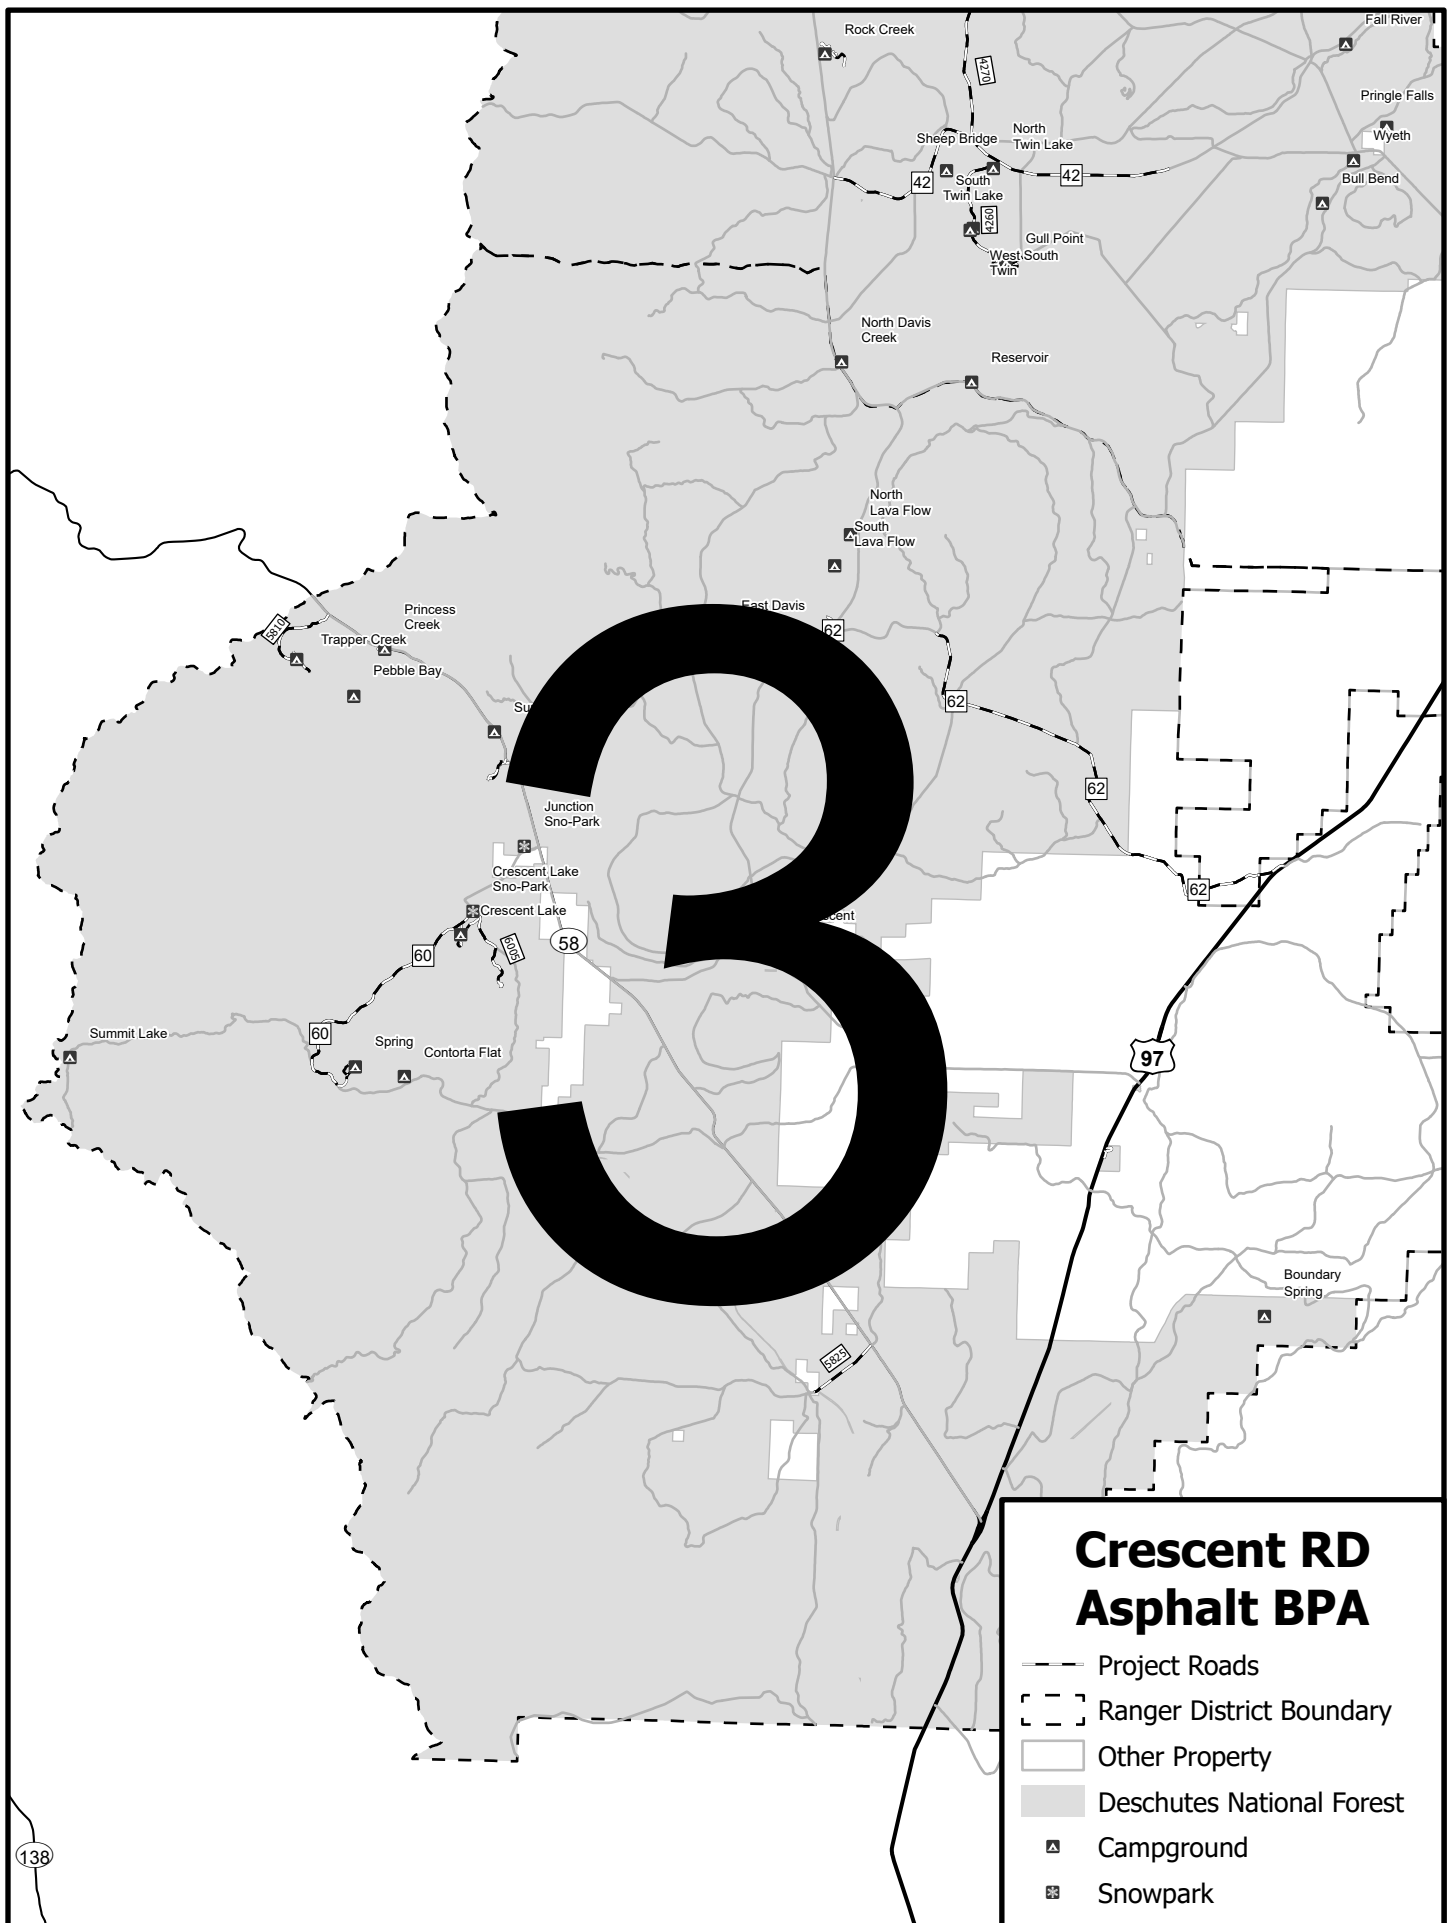 Rock Creek
Fall River
4270
Pringle Falls
Sheep Bridge
North
Twin Lake
Wyeth
42
42
South
Twin Lake
Bull Bend
4260
Gull Point
West South
Twin
North Davis
Creek
Reservoir
North
Lava Flow
South
Lava Flow
East Davis
62
Princess
Creek
5810
Trapper Creek
Pebble Bay
62
62
Junction
Sno-Park
Crescent Lake
Sno-Park
62
Crescent Lake
58
6005
60
60
Summit Lake
Spring
Contorta Flat
97
3
Boundary
Spring
5825
Crescent RD
Asphalt BPA
Project Roads
Ranger District Boundary
Other Property
Deschutes National Forest
Campground
Snowpark
138